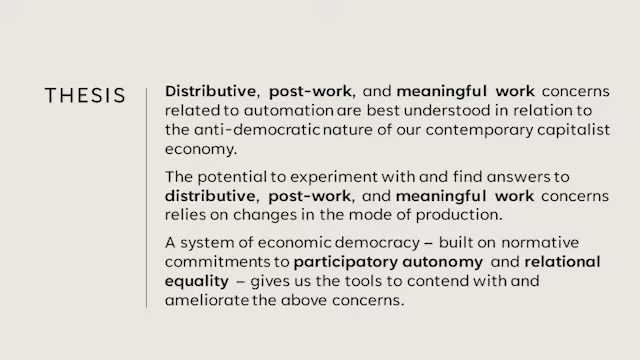 THESIS
Distributive, post-work, and meaningful work concerns
related to automation are best understood in relation to
the anti-democratic nature of our contemporary capitalist
economy.
The potential to experiment with and find answers to
distributive, post-work, and meaningful work concerns
relies on changes in the mode of production.
A system of economic democracy – built on normative
commitments to participatory autonomy and relational
equality – gives us the tools to contend with and
ameliorate the above concerns.